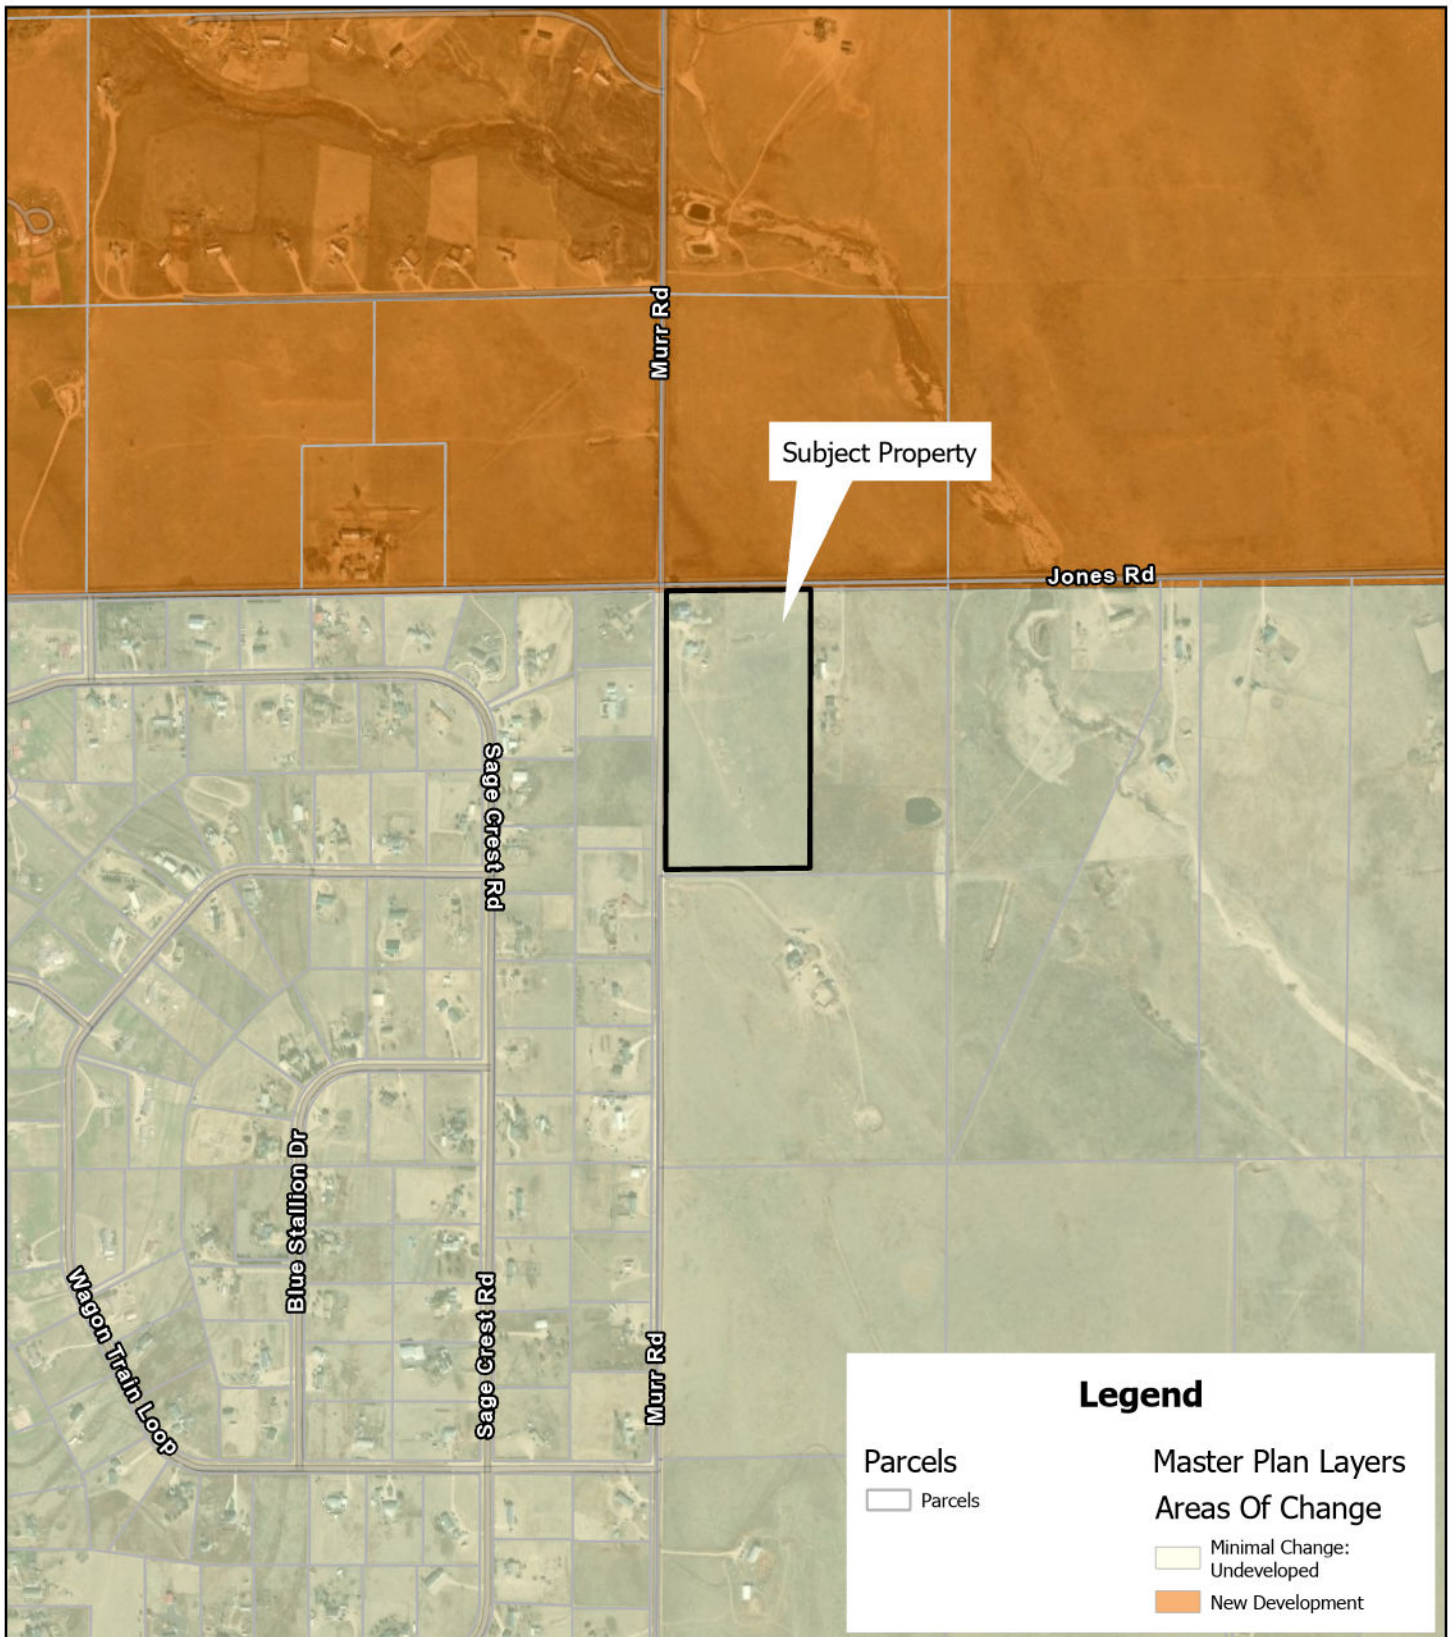 Murr Rd
Subject Property
Jones Rd
Sage Crest Rd
Blue Stallion Dr
Wagon Train Loop
Sage Crest Rd
Murr Rd
Legend
Parcels
Parcels
Master Plan Layers
Areas Of Change
Minimal Change:
Undeveloped
New Development